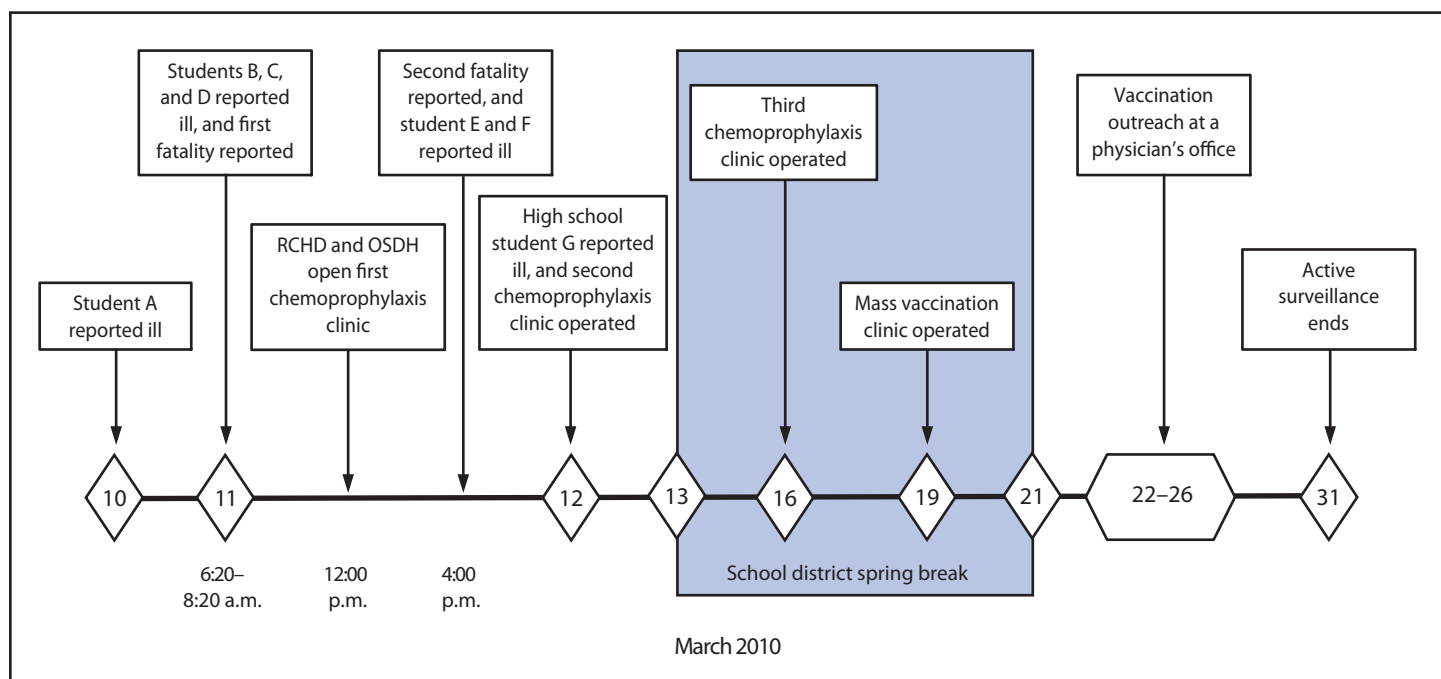 Students B, C,
and D reported
ill, and first
fatality reported
Second fatality
reported, and
student E and F
reported ill
Third
chemoprophylaxis
clinic operated
Vaccination
outreach at a
physician's office
Student A
reported ill
RCHD and OSDH
open first
chemoprophylaxis
clinic
High school
student G reported
ill, and second
chemoprophylaxis
clinic operated
Mass vaccination
clinic operated
Active
surveillance
ends
10
11
12
13
16
19
21
22–26
31
6:20–
8:20 a.m.
12:00
p.m.
4:00
p.m.
School district spring break
March 2010